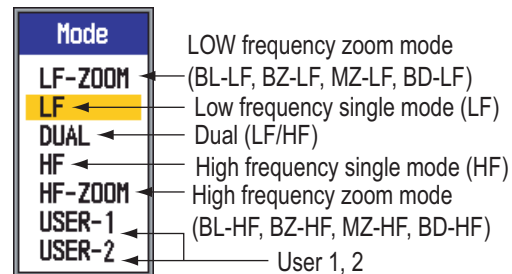 Mode
LF-ZOOM
LF
DUAL
HF
HF-ZOOM
USER-1
USER-2
LOW frequency zoom mode
(BL-LF, BZ-LF, MZ-LF, BD-LF)
Low frequency single mode (LF)
Dual (LF/HF)
High frequency single mode (HF)
High frequency zoom mode
(BL-HF, BZ-HF, MZ-HF, BD-HF)
User 1, 2